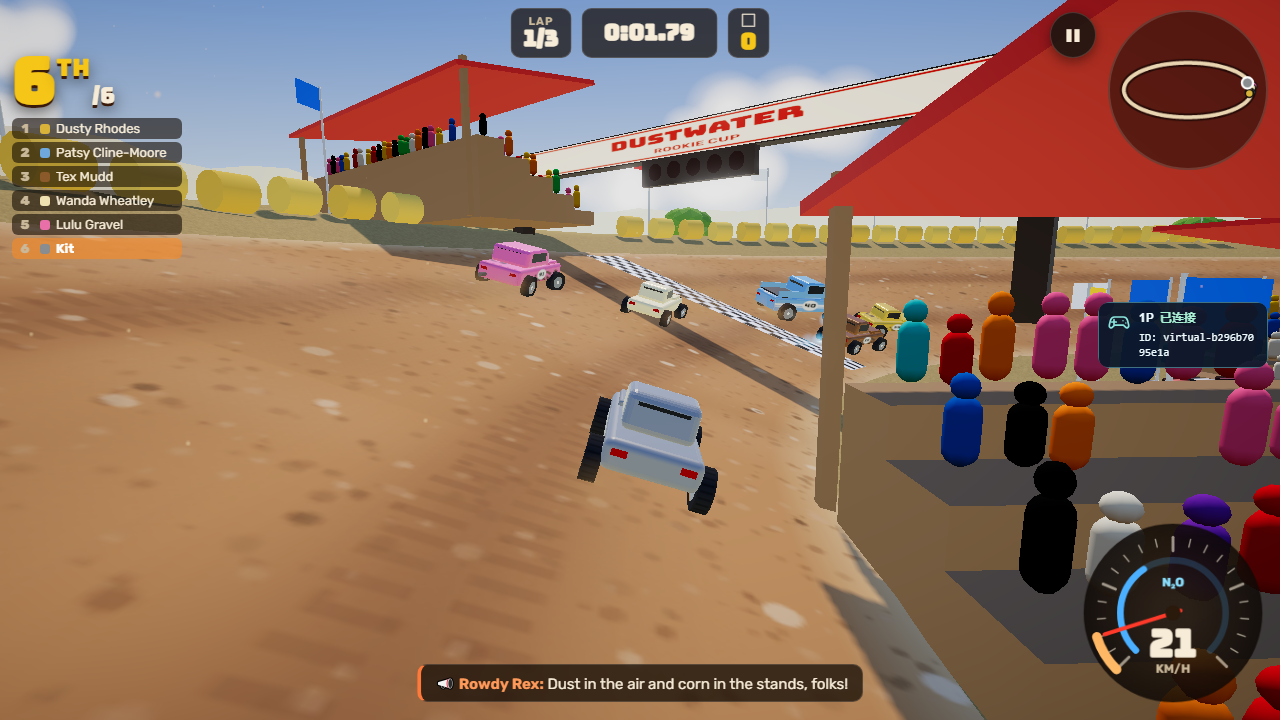 LAP
1/3
0:01.79
0
6TH
/6
1 Dusty Rhodes
2 Patsy Cline-Moore
3 Tex Mudd
4 Wanda Wheatley
5 Lulu Gravel
6 Kit
DUSTWATER
ROOKIE CUP
1P 已连接
ID: virtual-b296b70
95e1a
N₂O
21
KM/H
Rowdy Rex: Dust in the air and corn in the stands, folks!